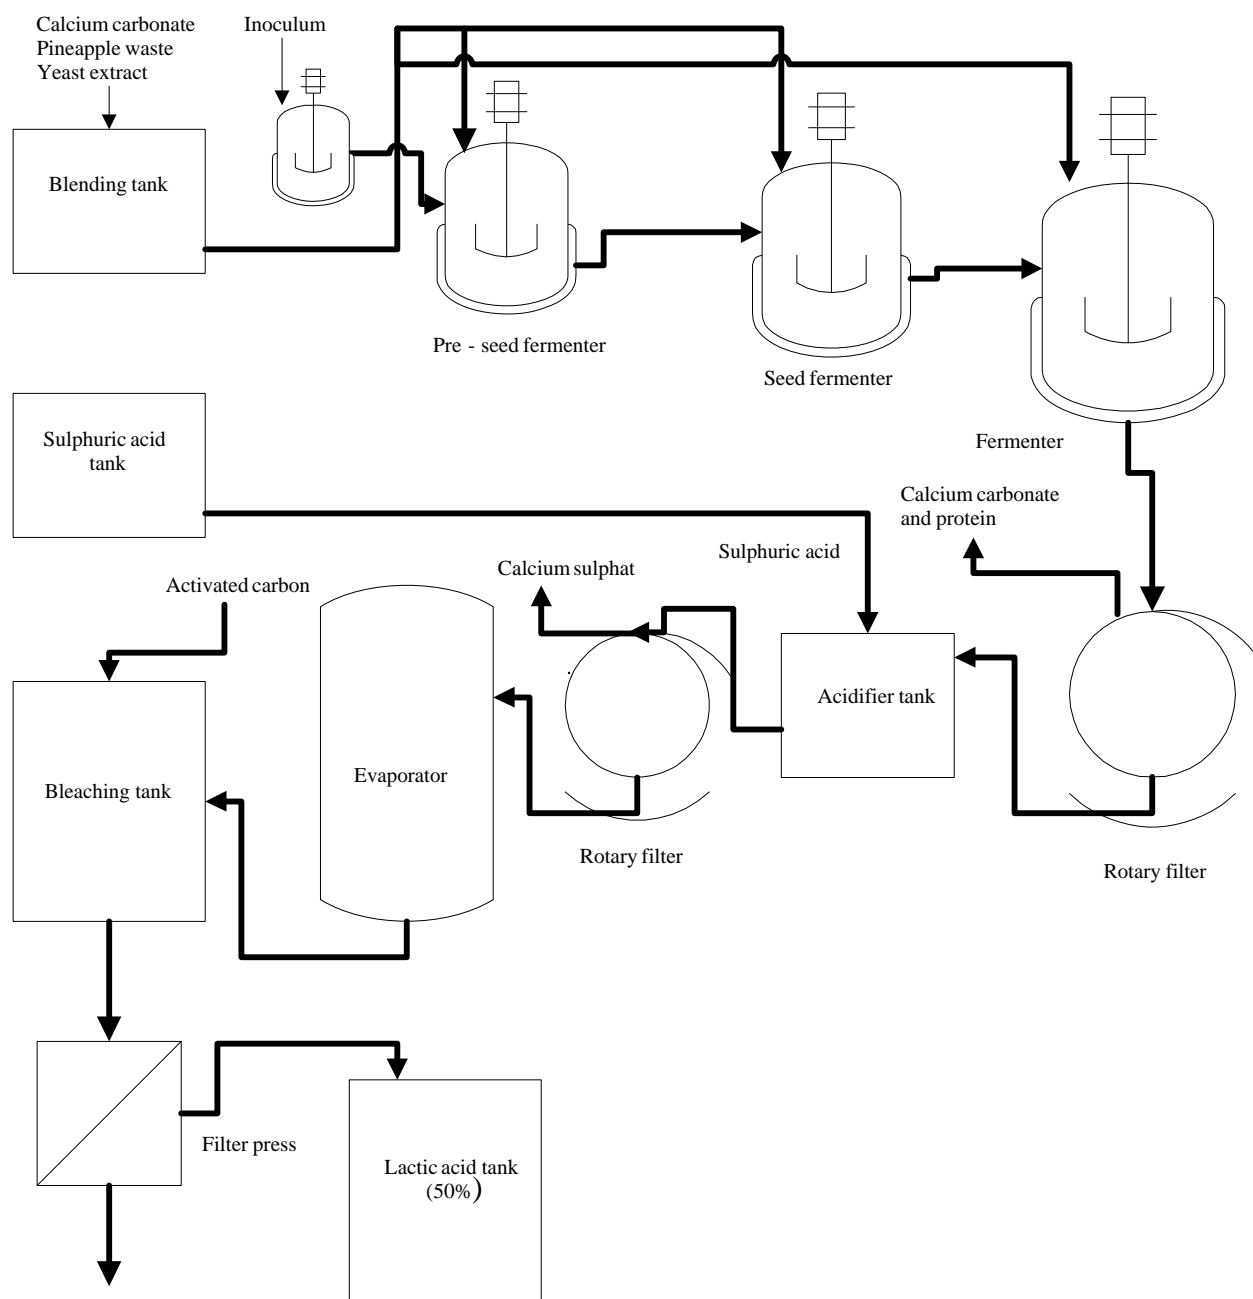 Calcium carbonate
Pineapple waste
Yeast extract
Inoculum
Blending tank
Pre - seed fermenter
Seed fermenter
Fermenter
Sulphuric acid
tank
Calcium carbonate
and protein
Sulphuric acid
Calcium sulphat
Activated carbon
Acidifier tank
Evaporator
Bleaching tank
Rotary filter
Rotary filter
Filter press
Lactic acid tank
(50%)